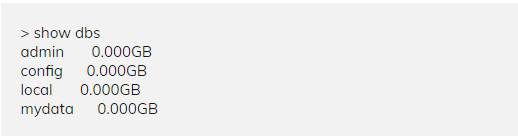 > show dbs
admin 0.000GB
config 0.000GB
local 0.000GB
mydata 0.000GB